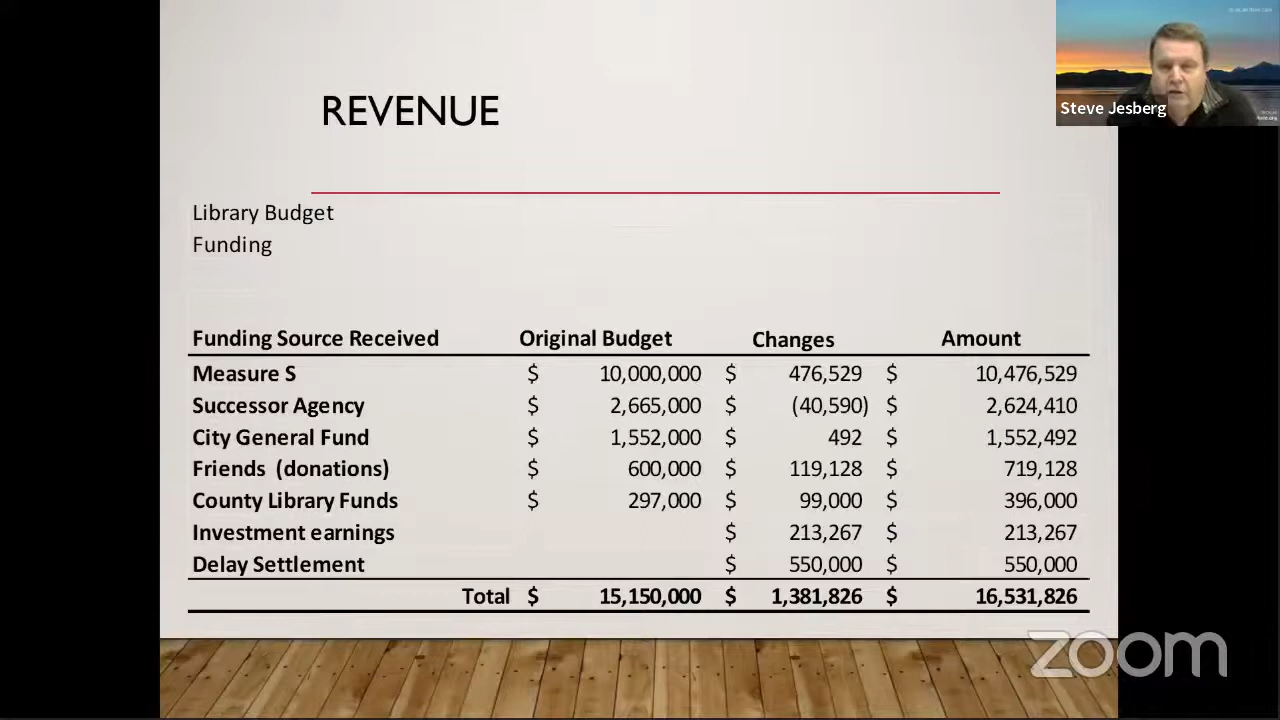 REVENUE
Steve Jesberg
Library Budget
Funding
Funding Source Received Original Budget Changes Amount
Measure S $ 10,000,000 $ 476,529 $ 10,476,529
Successor Agency $ 2,665,000 $ (40,590) $ 2,624,410
City General Fund $ 1,552,000 $ 492 $ 1,552,492
Friends (donations) $ 600,000 $ 119,128 $ 719,128
County Library Funds $ 297,000 $ 99,000 $ 396,000
Investment earnings $ 213,267 $ 213,267
Delay Settlement $ 550,000 $ 550,000
Total $ 15,150,000 $ 1,381,826 $ 16,531,826
zoom